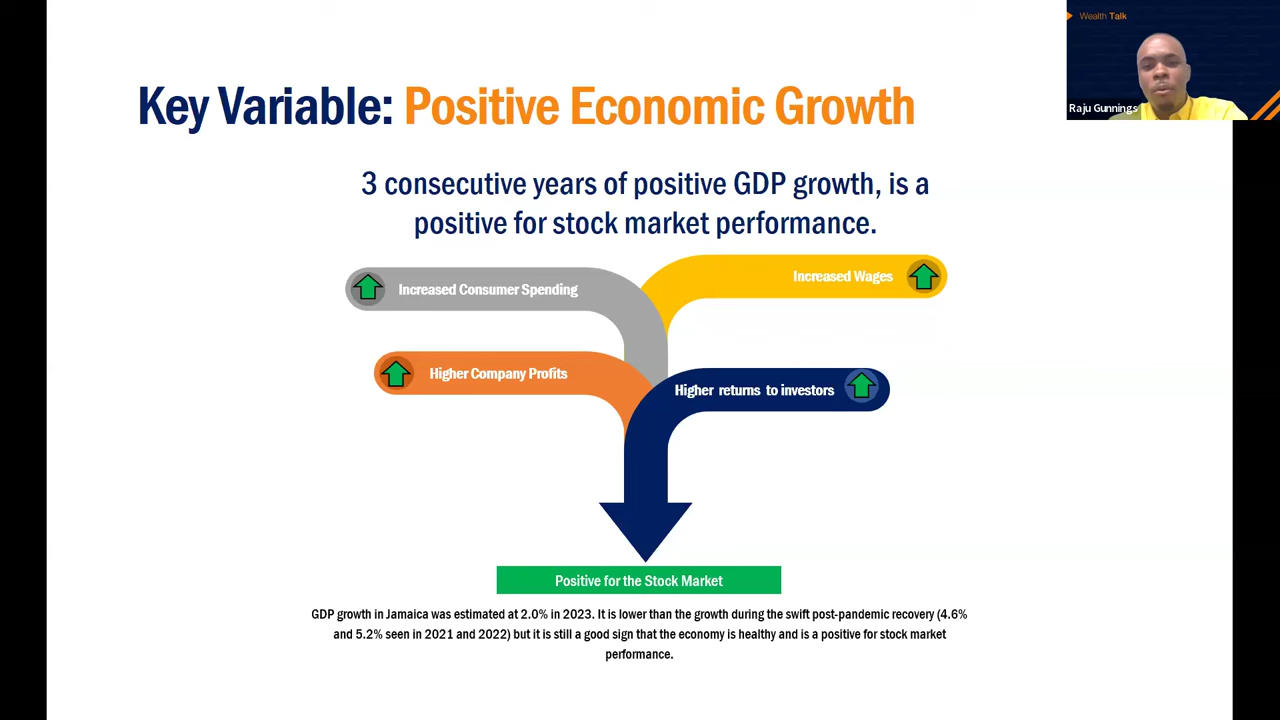 Wealth Talk
Raju Gunnings
Key Variable: Positive Economic Growth
3 consecutive years of positive GDP growth, is a
positive for stock market performance.
Increased Consumer Spending
Increased Wages
Higher Company Profits
Higher returns to investors
Positive for the Stock Market
GDP growth in Jamaica was estimated at 2.0% in 2023. It is lower than the growth during the swift post-pandemic recovery (4.6%
and 5.2% seen in 2021 and 2022) but it is still a good sign that the economy is healthy and is a positive for stock market
performance.